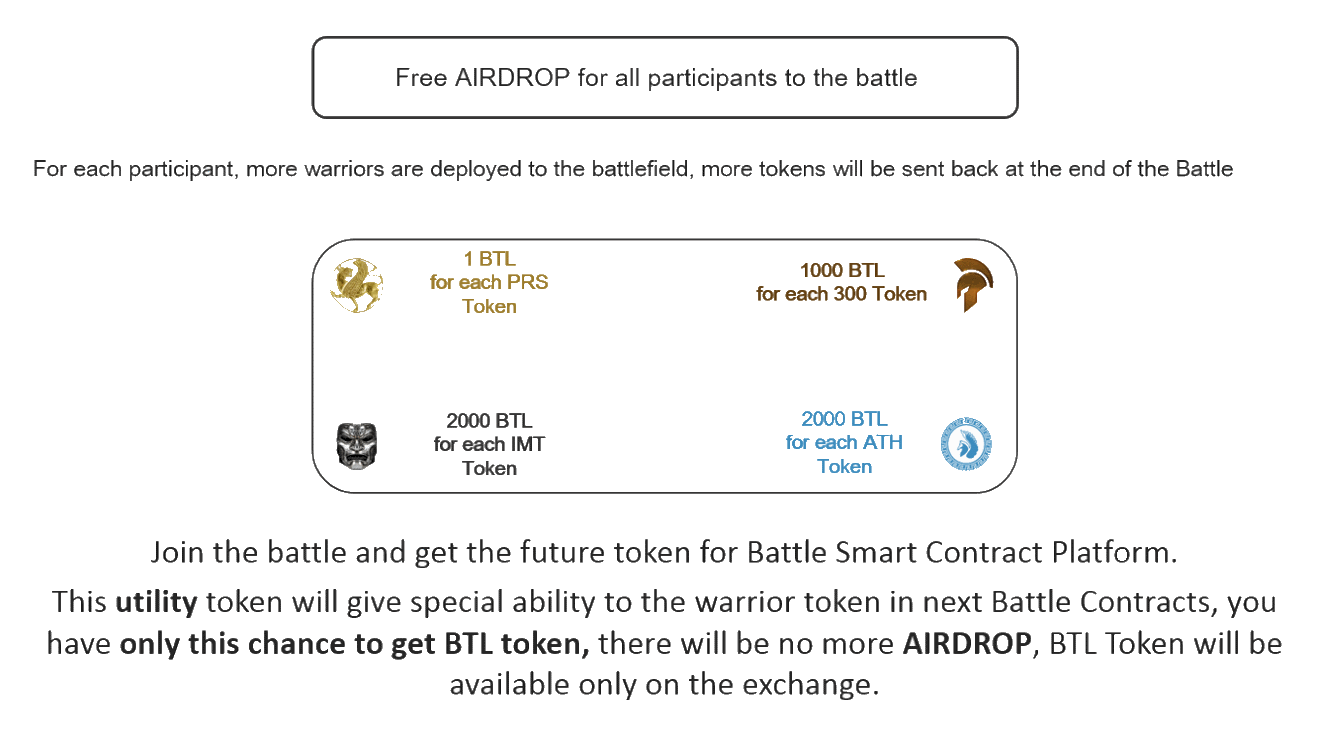 Free AIRDROP for all participants to the battle
For each participant, more warriors are deployed to the battlefield, more tokens will be sent back at the end of the Battle
1 BTL
for each PRS
Token
1000 BTL
for each 300 Token
2000 BTL
for each IMT
Token
2000 BTL
for each ATH
Token
Join the battle and get the future token for Battle Smart Contract Platform.
This utility token will give special ability to the warrior token in next Battle Contracts, you
have only this chance to get BTL token, there will be no more AIRDROP, BTL Token will be
available only on the exchange.